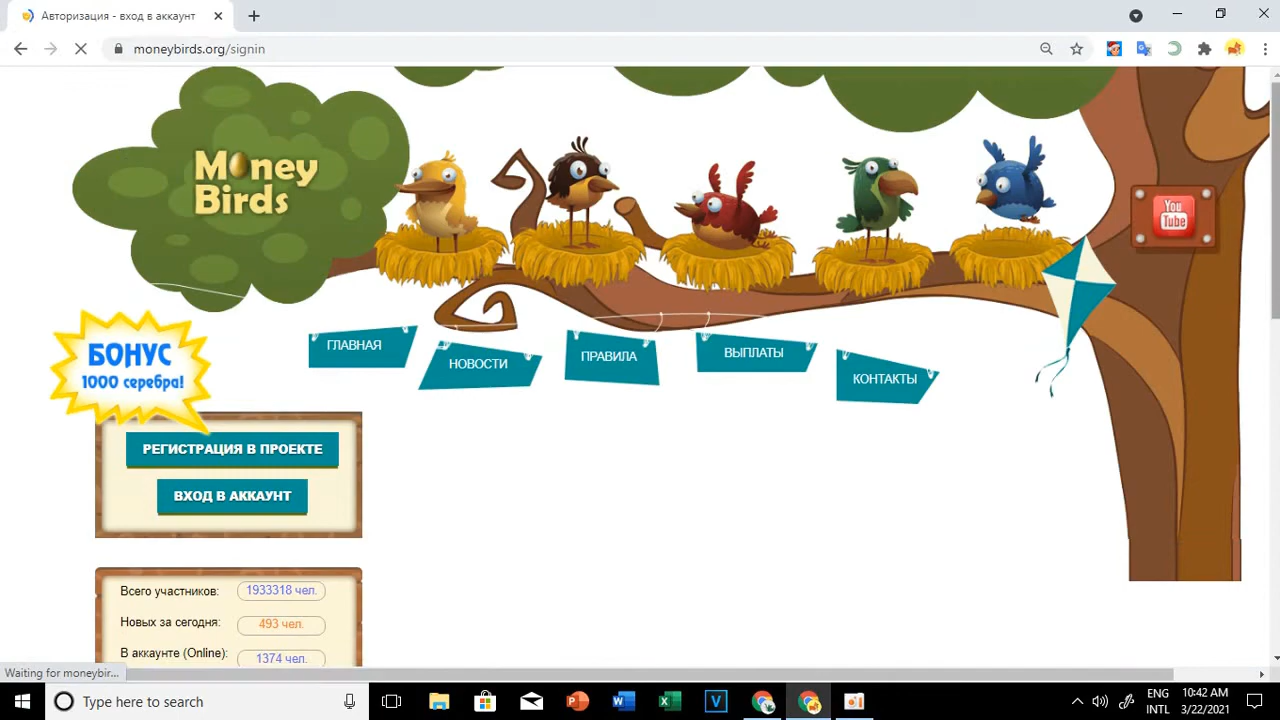 Авторизация - вход в аккаунт
moneybirds.org/signin
Money
Birds
You
Tube
БОНУС
1000 серебра!
ГЛАВНАЯ
НОВОСТИ
ПРАВИЛА
ВЫПЛАТЫ
КОНТАКТЫ
РЕГИСТРАЦИЯ В ПРОЕКТЕ
ВХОД В АККАУНТ
Всего участников: 1933318 чел.
Новых за сегодня: 493 чел.
В аккаунте (Online): 1374 чел.
Waiting for moneybir...
Type here to search
ENG
INTL
10:42 AM
3/22/2021